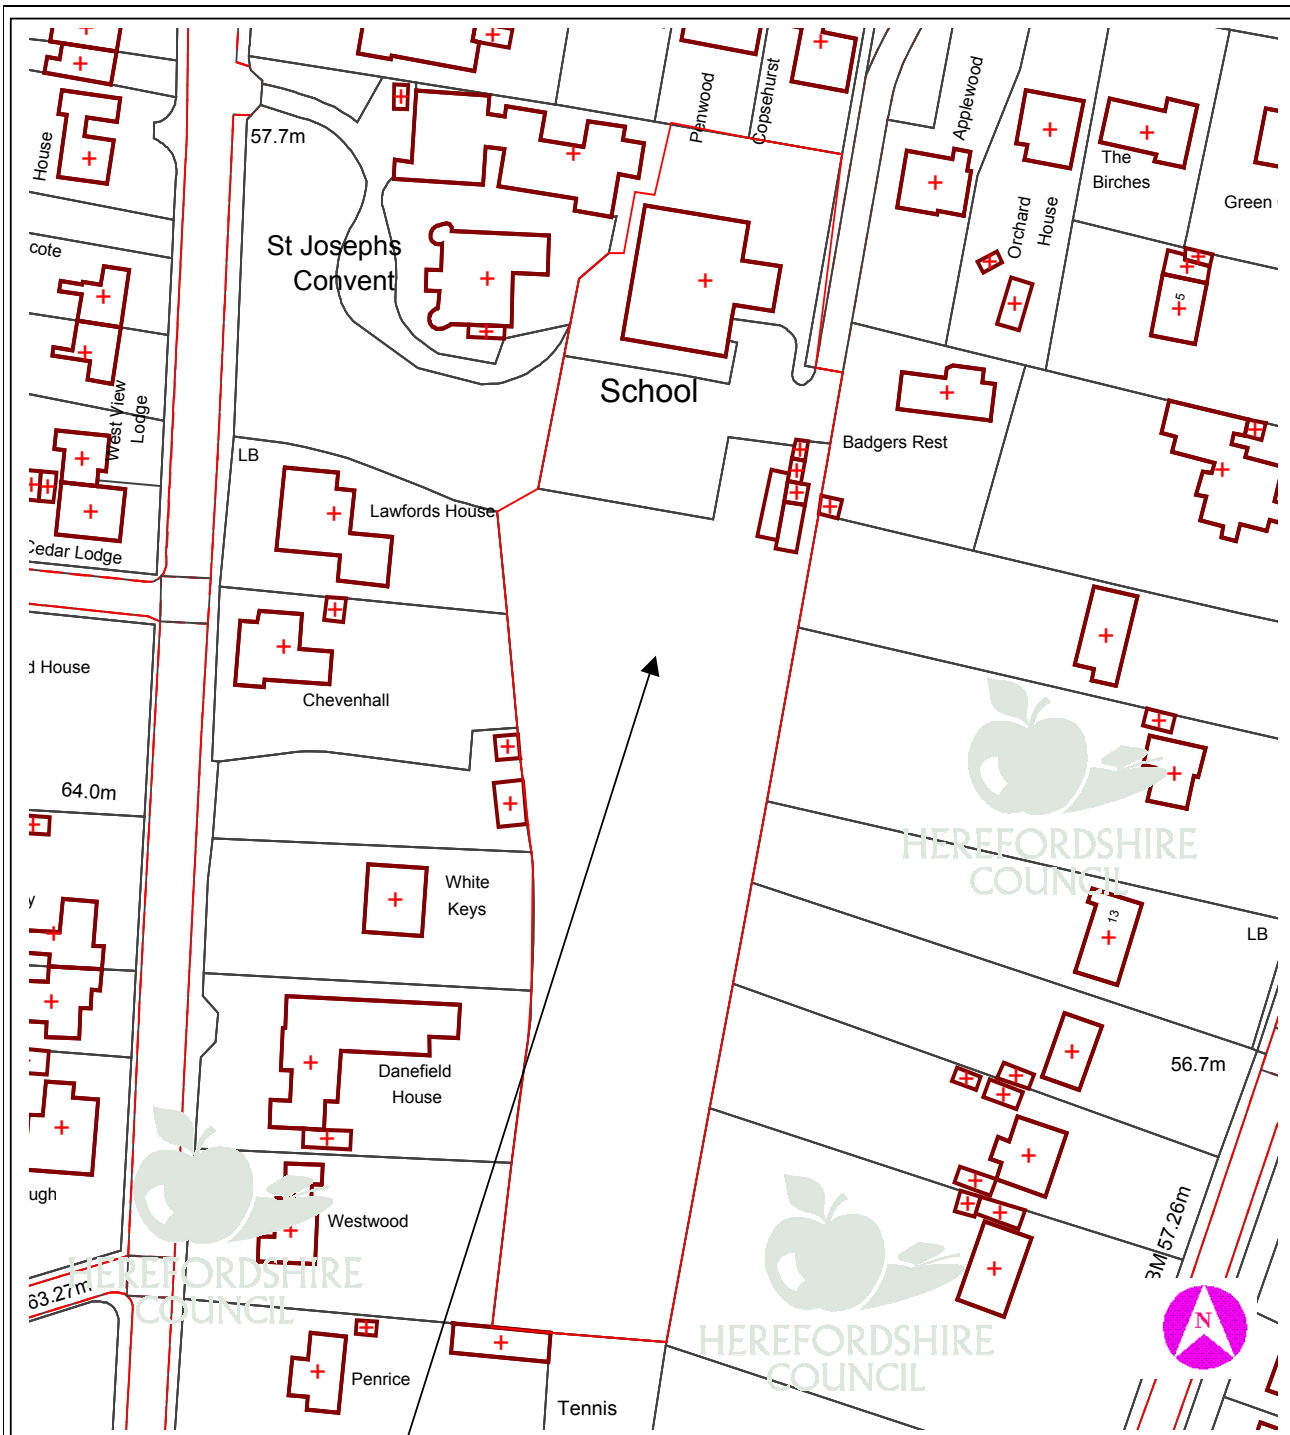 Penwood
Copsehurst
Applewood
57.7m
House
The
Birches
Orchard
House
Green
St Josephs
Convent
cote
5
School
West View
Lodge
LB
Badgers Rest
Lawfords House
Cedar Lodge
d House
Chevenhall
64.0m
HEREFORDSHIRE
COUNCIL
White
Keys
y
13
LB
Danefield
House
56.7m
ugh
Westwood
BM 57.26m
HEREFORDSHIRE
COUNCIL
63.27m
HEREFORDSHIRE
COUNCIL
N
Penrice
Tennis